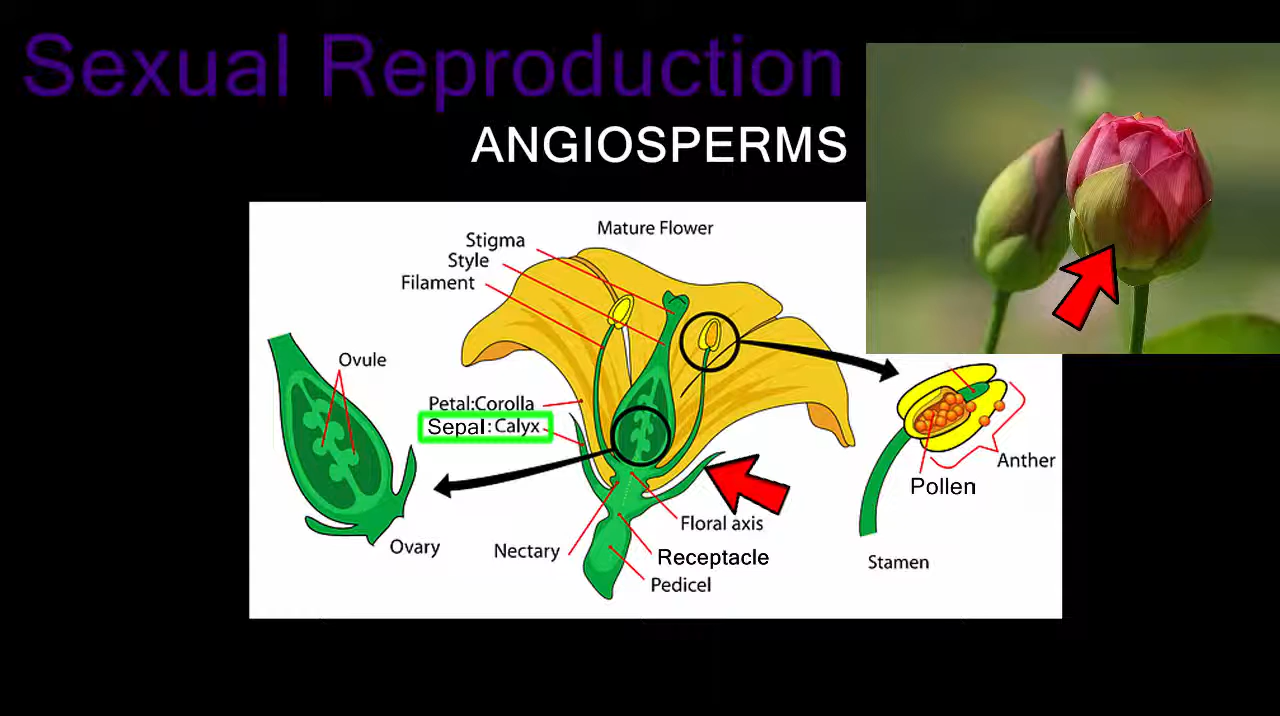 Sexual Reproduction
ANGIOSPERMS
Mature Flower
Stigma
Style
Filament
Ovule
Petal:Corolla
Sepal:Calyx
Anther
Pollen
Floral axis
Ovary
Nectary
Receptacle
Stamen
Pedicel